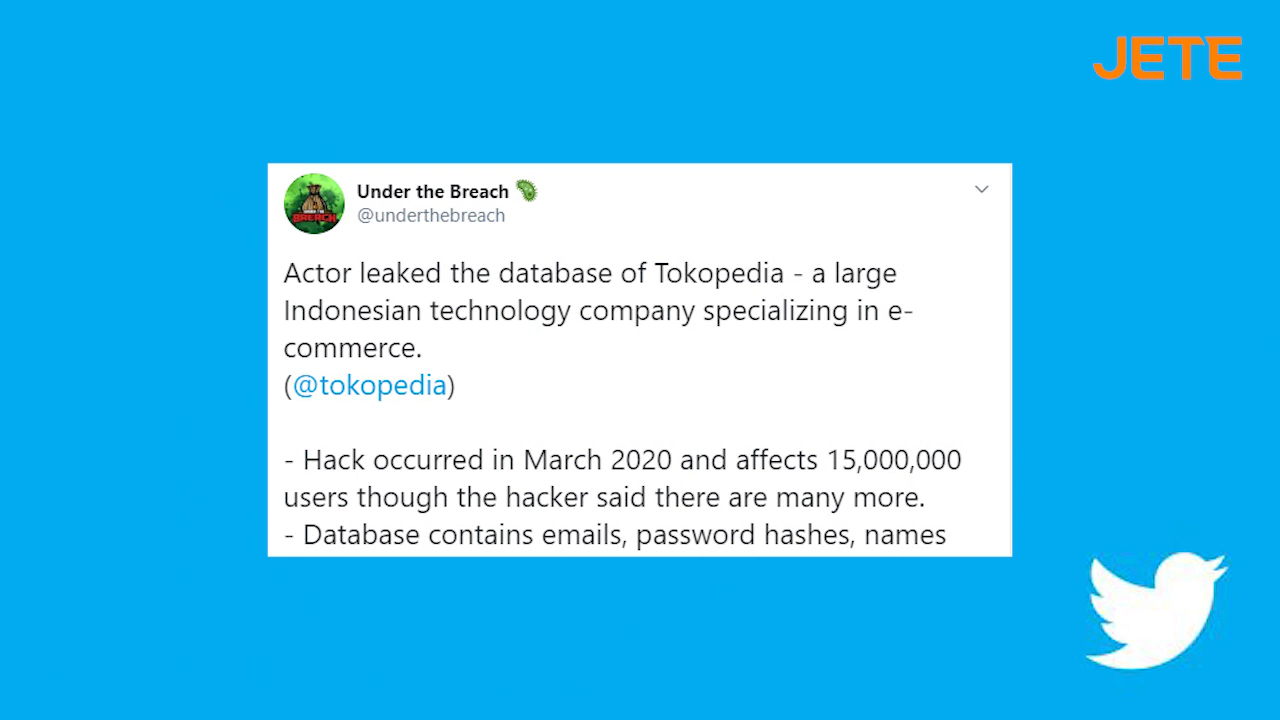 JETE
Under the Breach
@underthebreach
Actor leaked the database of Tokopedia - a large
Indonesian technology company specializing in e-
commerce.
(@tokopedia)
- Hack occurred in March 2020 and affects 15,000,000
users though the hacker said there are many more.
- Database contains emails, password hashes, names